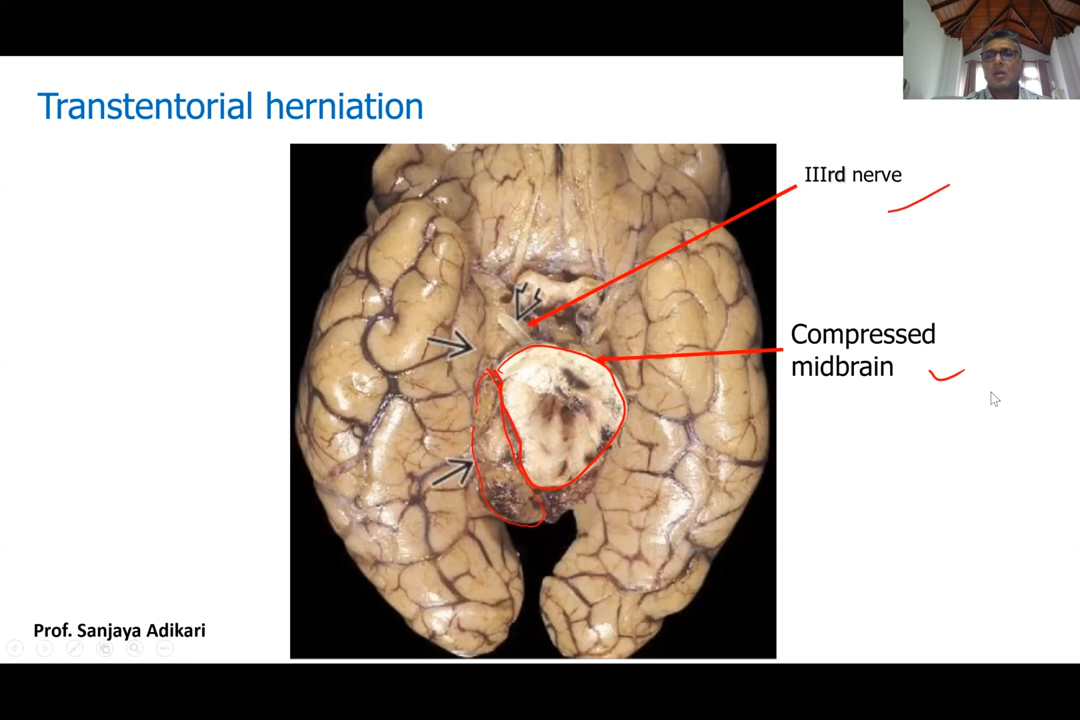 Transtentorial herniation
IIIrd nerve
Compressed
midbrain
Prof. Sanjaya Adikari